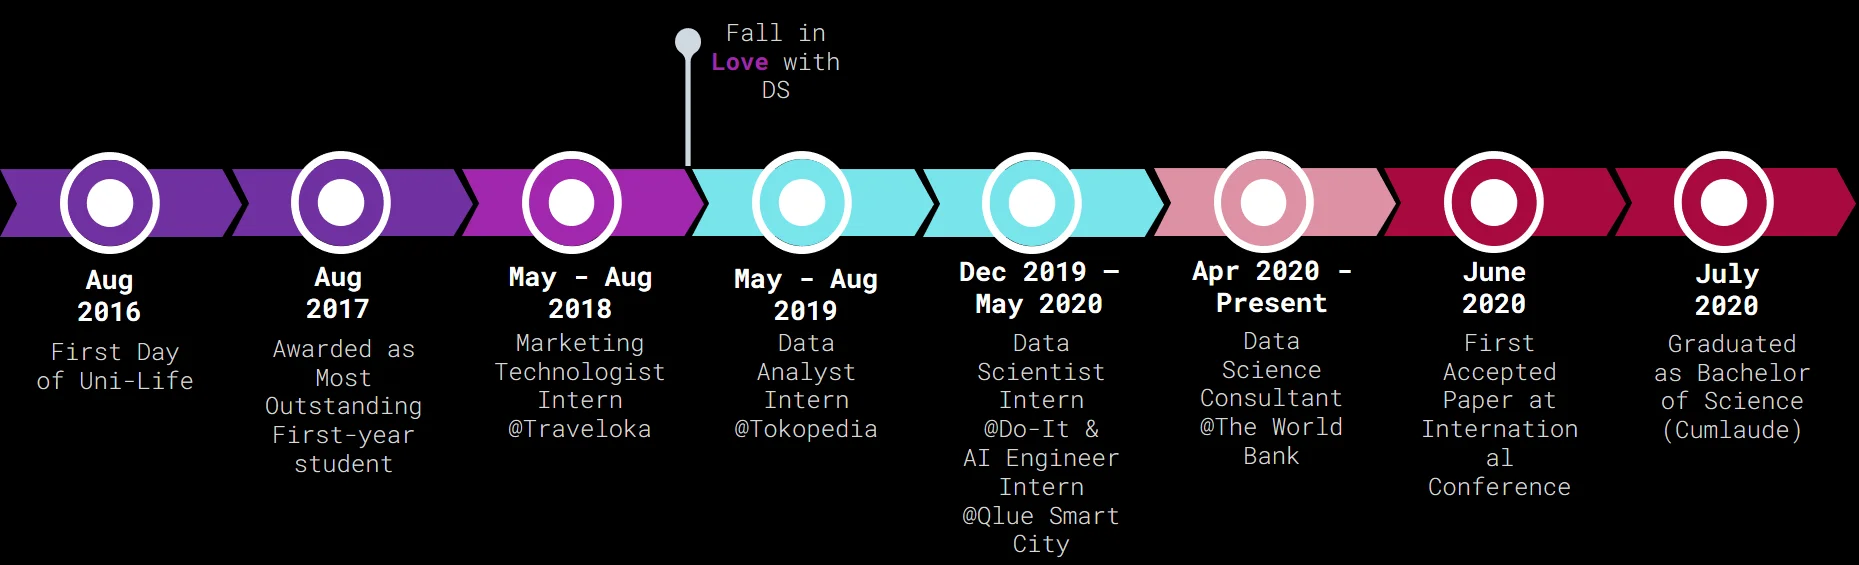 Fall in
Love with
DS
Aug
2016
First Day
of Uni-Life
Aug
2017
Awarded as
Most
Outstanding
First-year
student
May - Aug
2018
Marketing
Technologist
Intern
@Traveloka
May - Aug
2019
Data
Analyst
Intern
@Tokopedia
Dec 2019 –
May 2020
Data
Scientist
Intern
@Do-It &
AI Engineer
Intern
@Qlue Smart
City
Apr 2020 -
Present
Data
Science
Consultant
@The World
Bank
June
2020
First
Accepted
Paper at
Internation
al
Conference
July
2020
Graduated
as Bachelor
of Science
(Cumlaude)